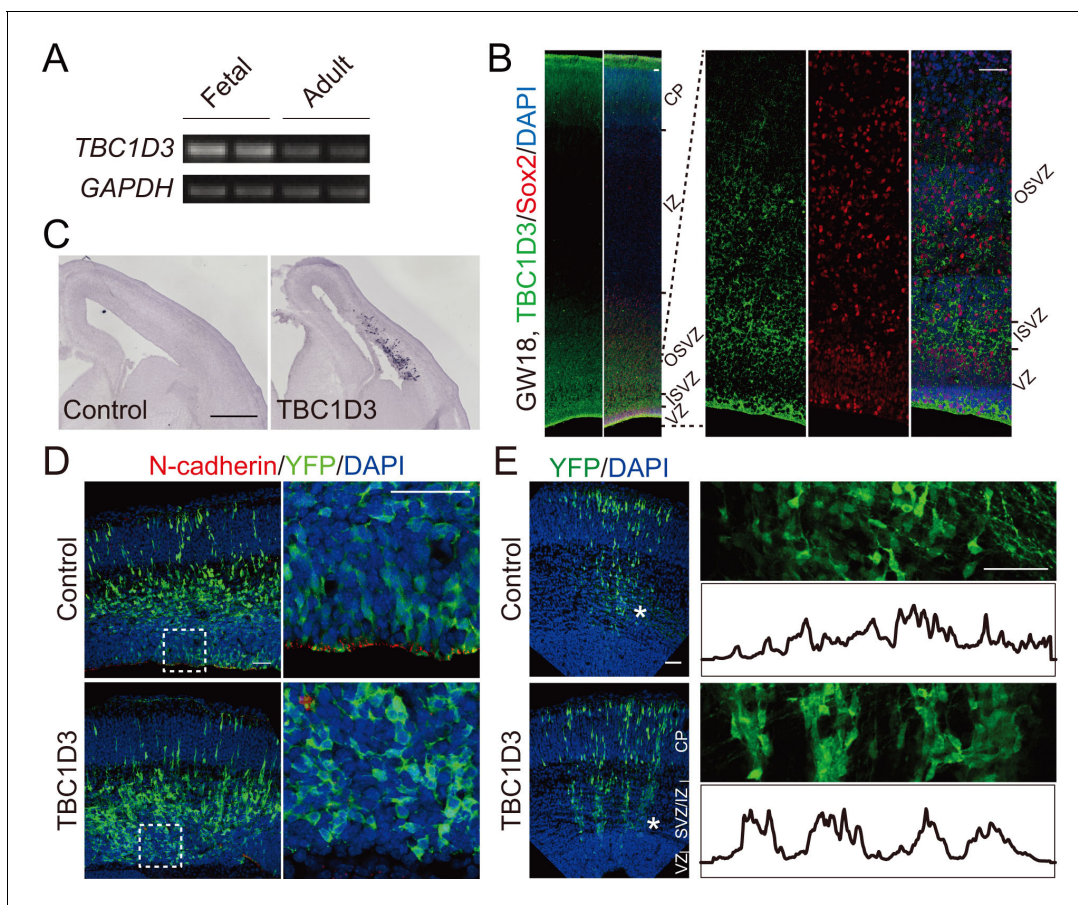 A
Fetal
Adult
TBC1D3
GAPDH
B
GW18, TBC1D3/Sox2/DAPI
CP
IZ
OSVZ
ISVZ
VZ
OSVZ
ISVZ
VZ
C
Control
TBC1D3
D
N-cadherin/YFP/DAPI
Control
TBC1D3
E
YFP/DAPI
Control
*
TBC1D3
*
CP
SVZ/IZ
VZ